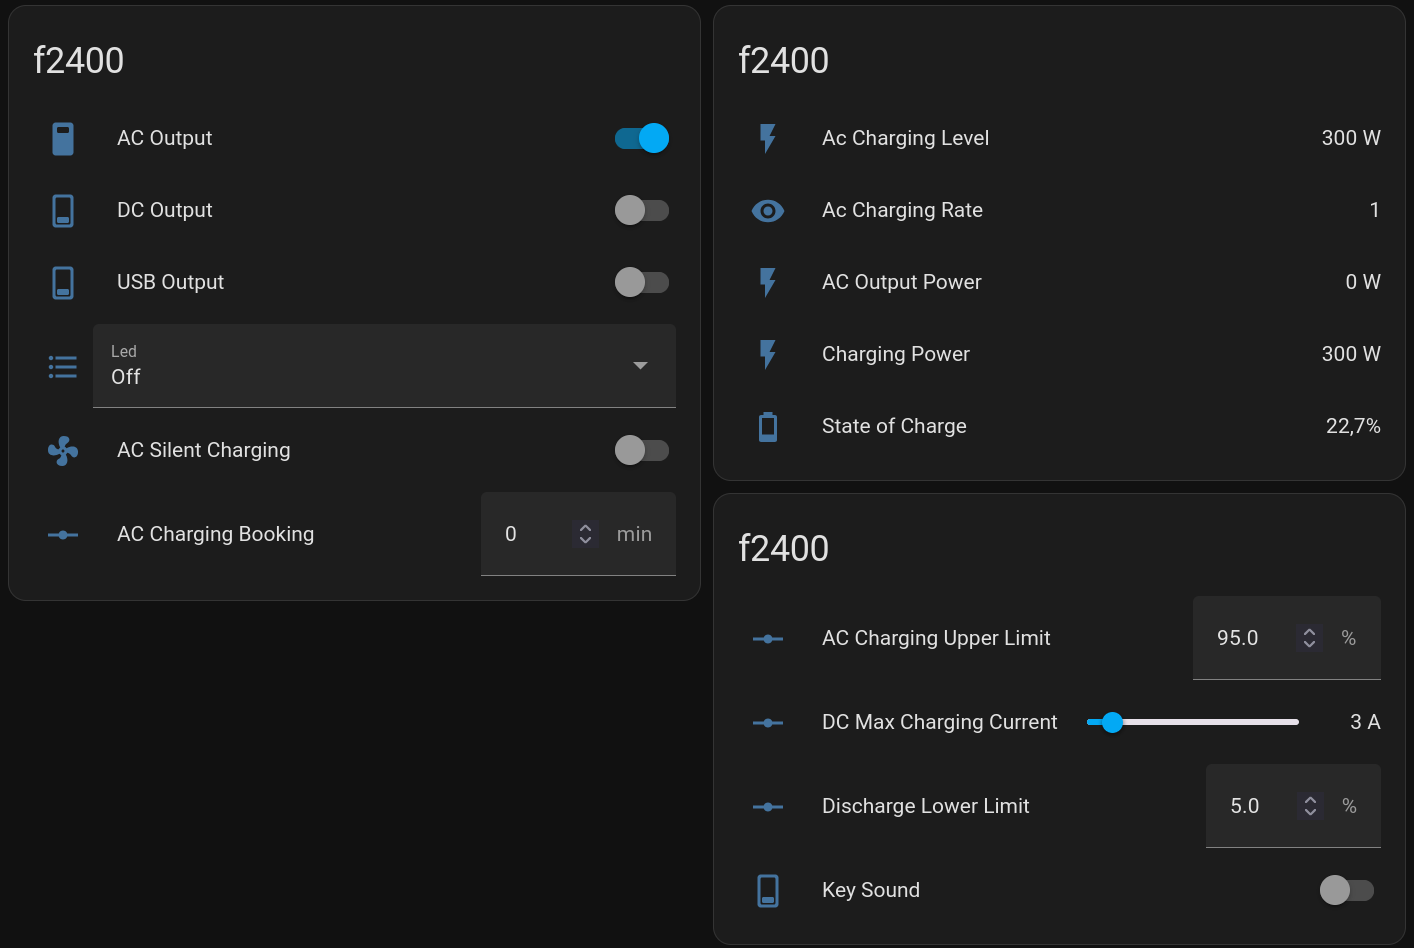 f2400
AC Output
DC Output
USB Output
Led
Off
AC Silent Charging
AC Charging Booking 0 min
f2400
Ac Charging Level 300 W
Ac Charging Rate 1
AC Output Power 0 W
Charging Power 300 W
State of Charge 22,7%
f2400
AC Charging Upper Limit 95.0 %
DC Max Charging Current 3 A
Discharge Lower Limit 5.0 %
Key Sound